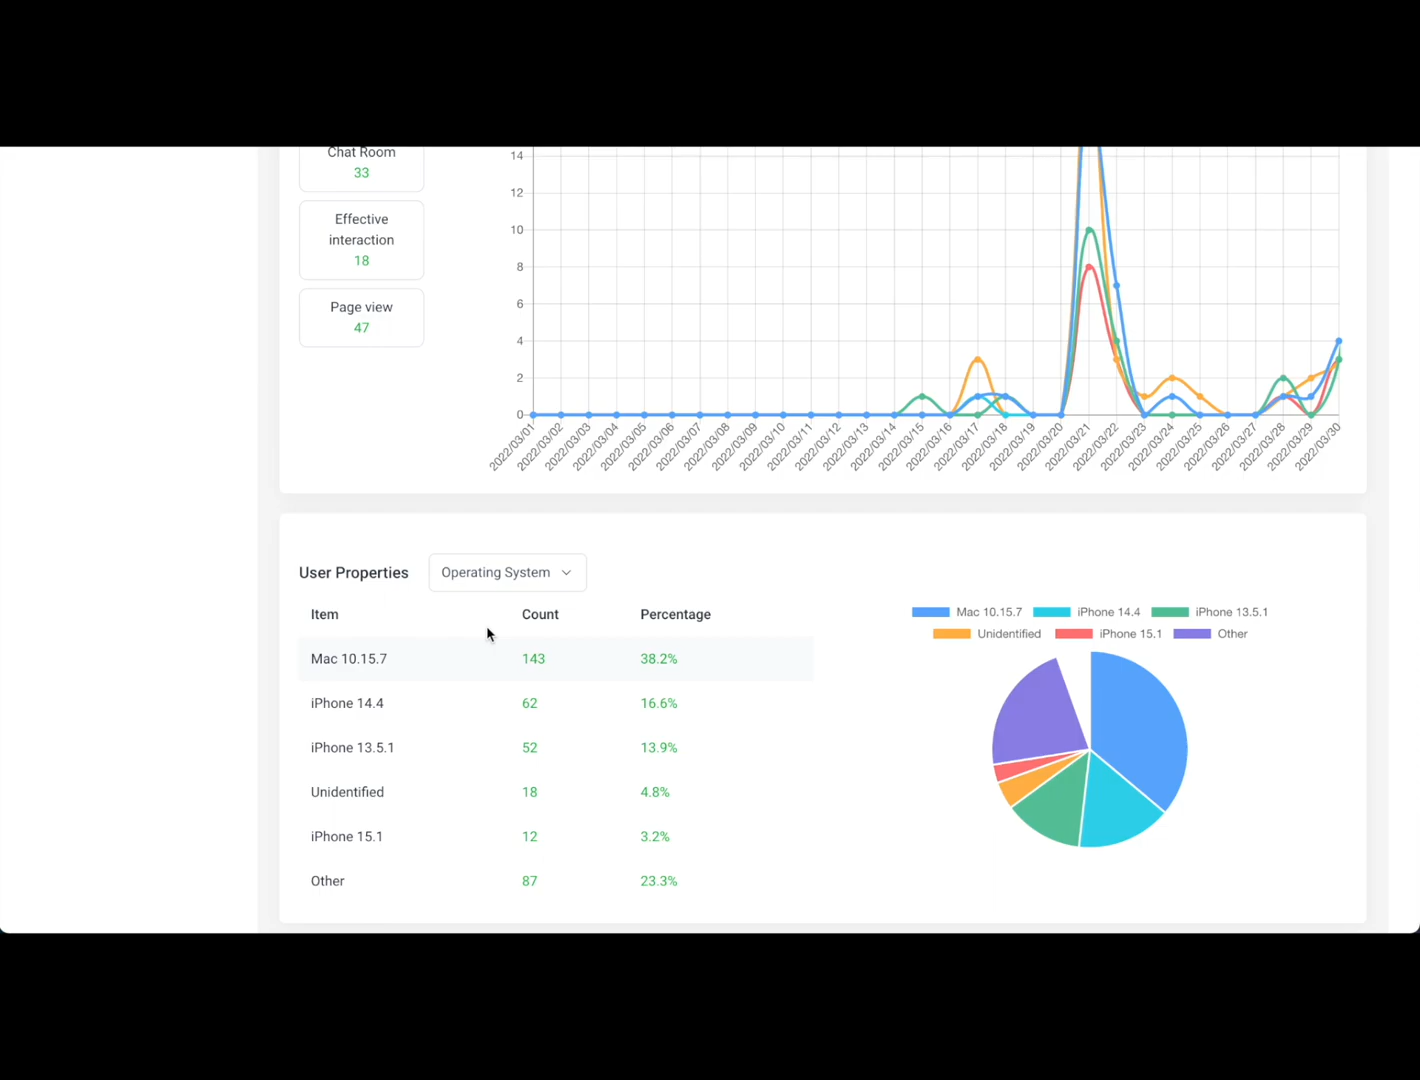 Chat Room
33
Effective
interaction
18
Page view
47
14
12
10
8
6
4
2
0
2022/03/01
2022/03/02
2022/03/03
2022/03/04
2022/03/05
2022/03/06
2022/03/07
2022/03/08
2022/03/09
2022/03/10
2022/03/11
2022/03/12
2022/03/13
2022/03/14
2022/03/15
2022/03/16
2022/03/17
2022/03/18
2022/03/19
2022/03/20
2022/03/21
2022/03/22
2022/03/23
2022/03/24
2022/03/25
2022/03/26
2022/03/27
2022/03/28
2022/03/29
2022/03/30
User Properties Operating System
Item Count Percentage
Mac 10.15.7 143 38.2%
iPhone 14.4 62 16.6%
iPhone 13.5.1 52 13.9%
Unidentified 18 4.8%
iPhone 15.1 12 3.2%
Other 87 23.3%
Mac 10.15.7 iPhone 14.4 iPhone 13.5.1
Unidentified iPhone 15.1 Other